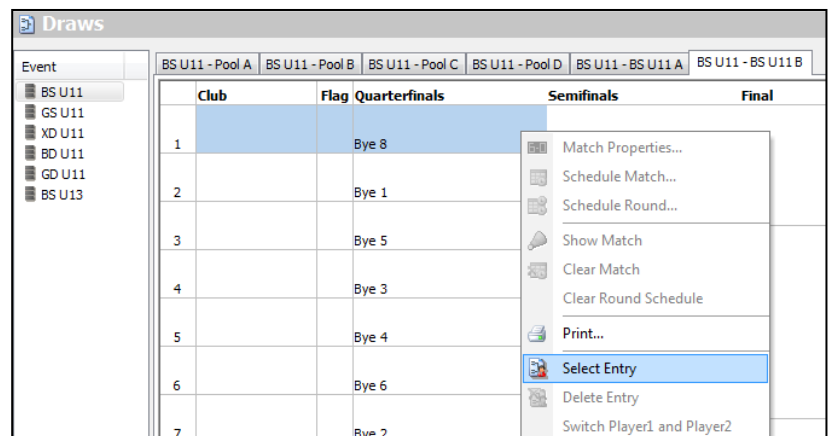 Draws
Event
BS U11
GS U11
XD U11
BD U11
GD U11
BS U13
BS U11 - Pool A BS U11 - Pool B BS U11 - Pool C BS U11 - Pool D BS U11 - BS U11 A BS U11 - BS U11 B
Club Flag Quarterfinals Semifinals Final
1 Bye 8
2 Bye 1
3 Bye 5
4 Bye 3
5 Bye 4
6 Bye 6
7 Bye 2
Match Properties...
Schedule Match...
Schedule Round...
Show Match
Clear Match
Clear Round Schedule
Print...
Select Entry
Delete Entry
Switch Player1 and Player2